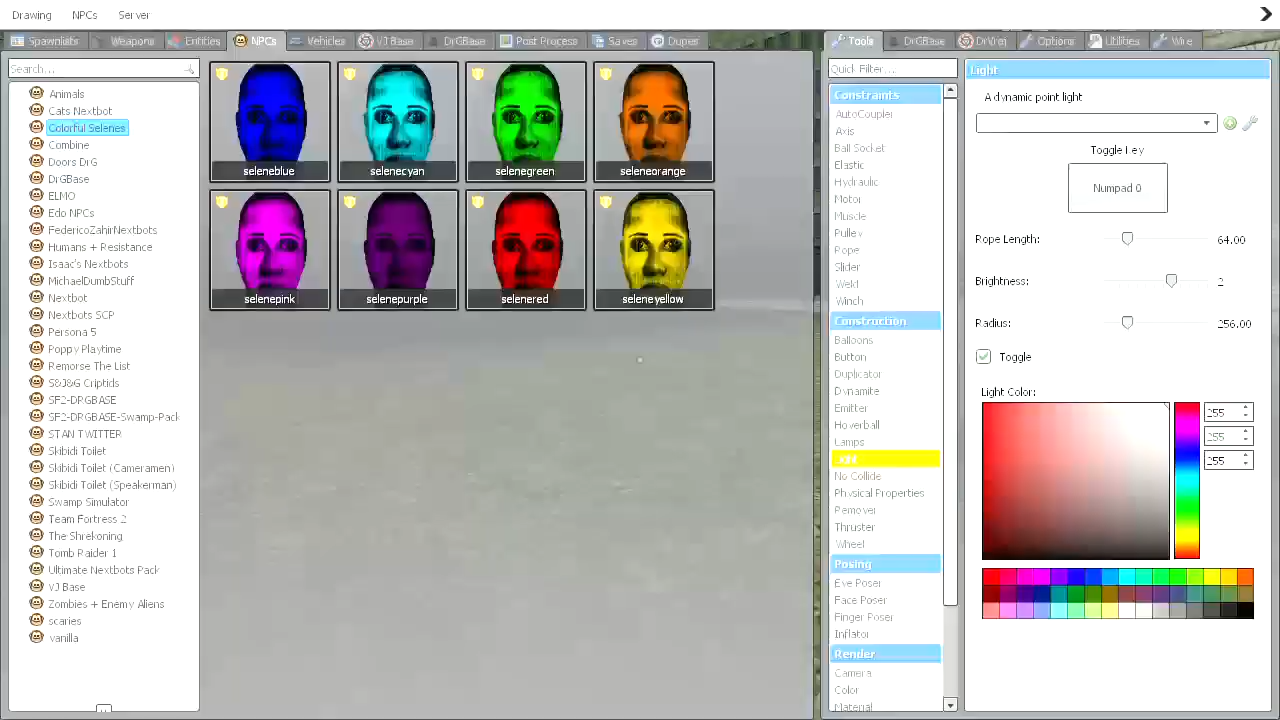 Drawing NPCs Server
Spawnlists Weapons Entities NPCs Vehicles VJ Base DrGBase Post Process Saves Dupes
Search...
Animals
Cats Nextbot
Colorful Selenes
Combine
Doors DrG
DrGBase
ELMO
Edo NPCs
FedericoZahirNextbots
Humans + Resistance
Isaac's Nextbots
MichaelDumbStuff
Nextbot
Nextbots SCP
Persona 5
Poppy Playtime
Remorse The List
S&J&G Criptids
SF2-DRGBASE
SF2-DRGBASE-Swamp-Pack
STAN TWITTER
Skibidi Toilet
Skibidi Toilet (Cameramen)
Skibidi Toilet (Speakerman)
Swamp Simulator
Team Fortress 2
The Shrekoning
Tomb Raider 1
Ultimate Nextbots Pack
VJ Base
Zombies + Enemy Aliens
scaries
vanilla
seleneblue selenecyan selenegreen seleneorange
selenepink selenepurple selenered seleneyellow
Tools DrGBase DrVrej Options Utilities Wire
Quick Filter...
Constraints
AutoCoupler
Axis
Ball Socket
Elastic
Hydraulic
Motor
Muscle
Pulley
Rope
Slider
Weld
Winch
Construction
Balloons
Button
Duplicator
Dynamite
Emitter
Hoverball
Lamps
Light
No Collide
Physical Properties
Remover
Thruster
Wheel
Posing
Eye Poser
Face Poser
Finger Poser
Inflator
Render
Camera
Color
Material
Light
A dynamic point light
Toggle Key
Numpad 0
Rope Length: 64.00
Brightness: 2
Radius: 256.00
Toggle
Light Color:
255
255
255